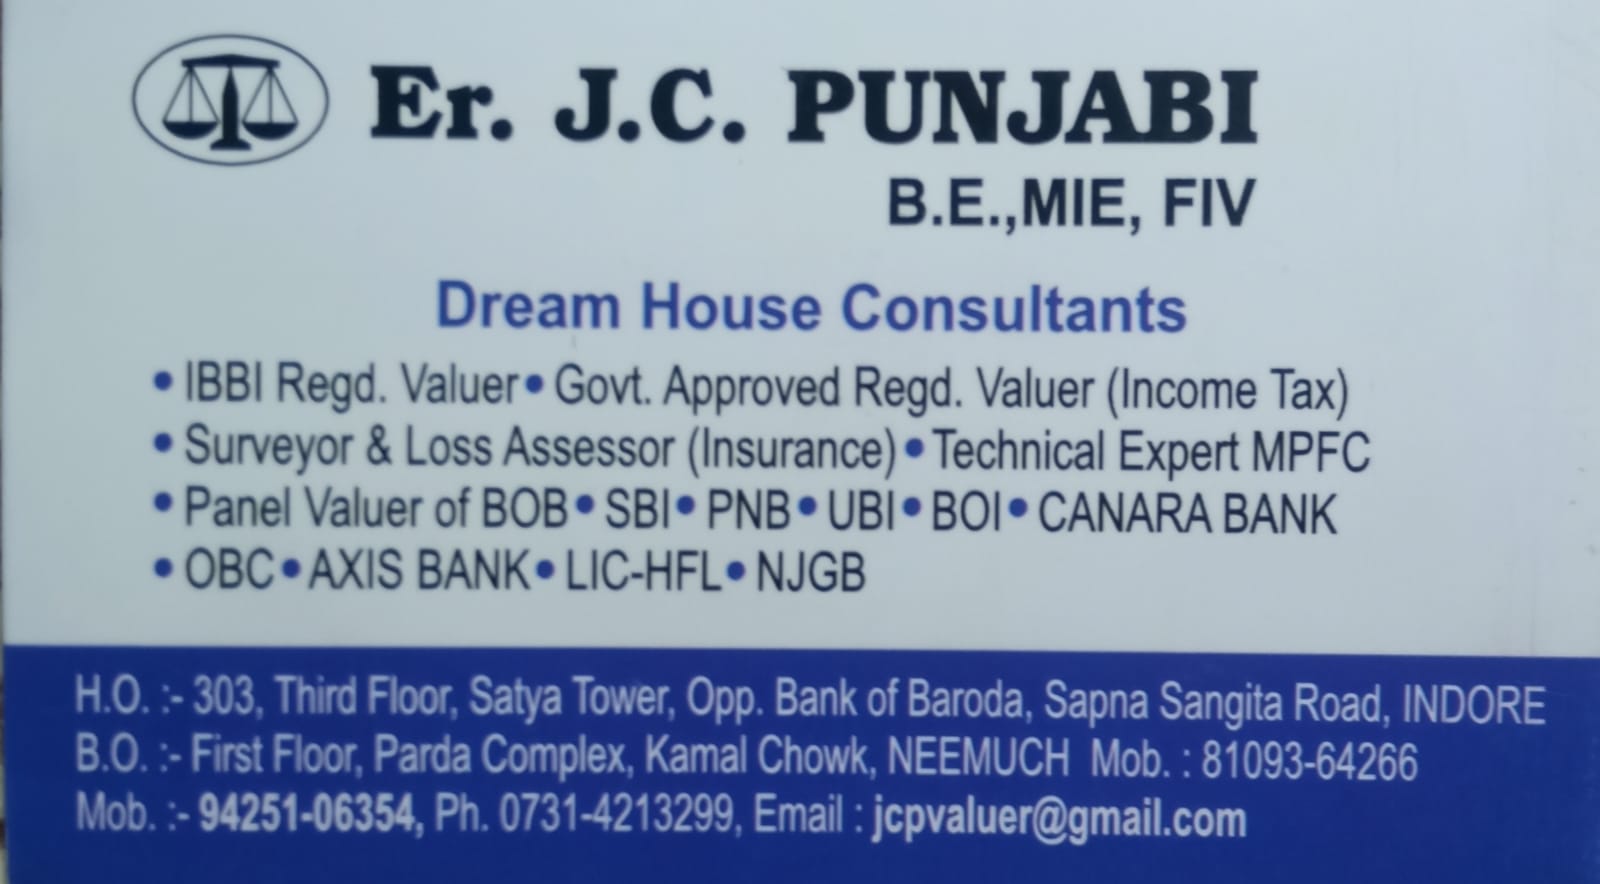 Er. J.C. PUNJABI
B.E.,MIE, FIV
Dream House Consultants
• IBBI Regd. Valuer • Govt. Approved Regd. Valuer (Income Tax)
• Surveyor & Loss Assessor (Insurance) • Technical Expert MPFC
• Panel Valuer of BOB • SBI • PNB • UBI • BOI • CANARA BANK
• OBC • AXIS BANK • LIC-HFL • NJGB
H.O. :- 303, Third Floor, Satya Tower, Opp. Bank of Baroda, Sapna Sangita Road, INDORE
B.O. :- First Floor, Parda Complex, Kamal Chowk, NEEMUCH Mob. : 81093-64266
Mob. :- 94251-06354, Ph. 0731-4213299, Email : jcpvaluer@gmail.com